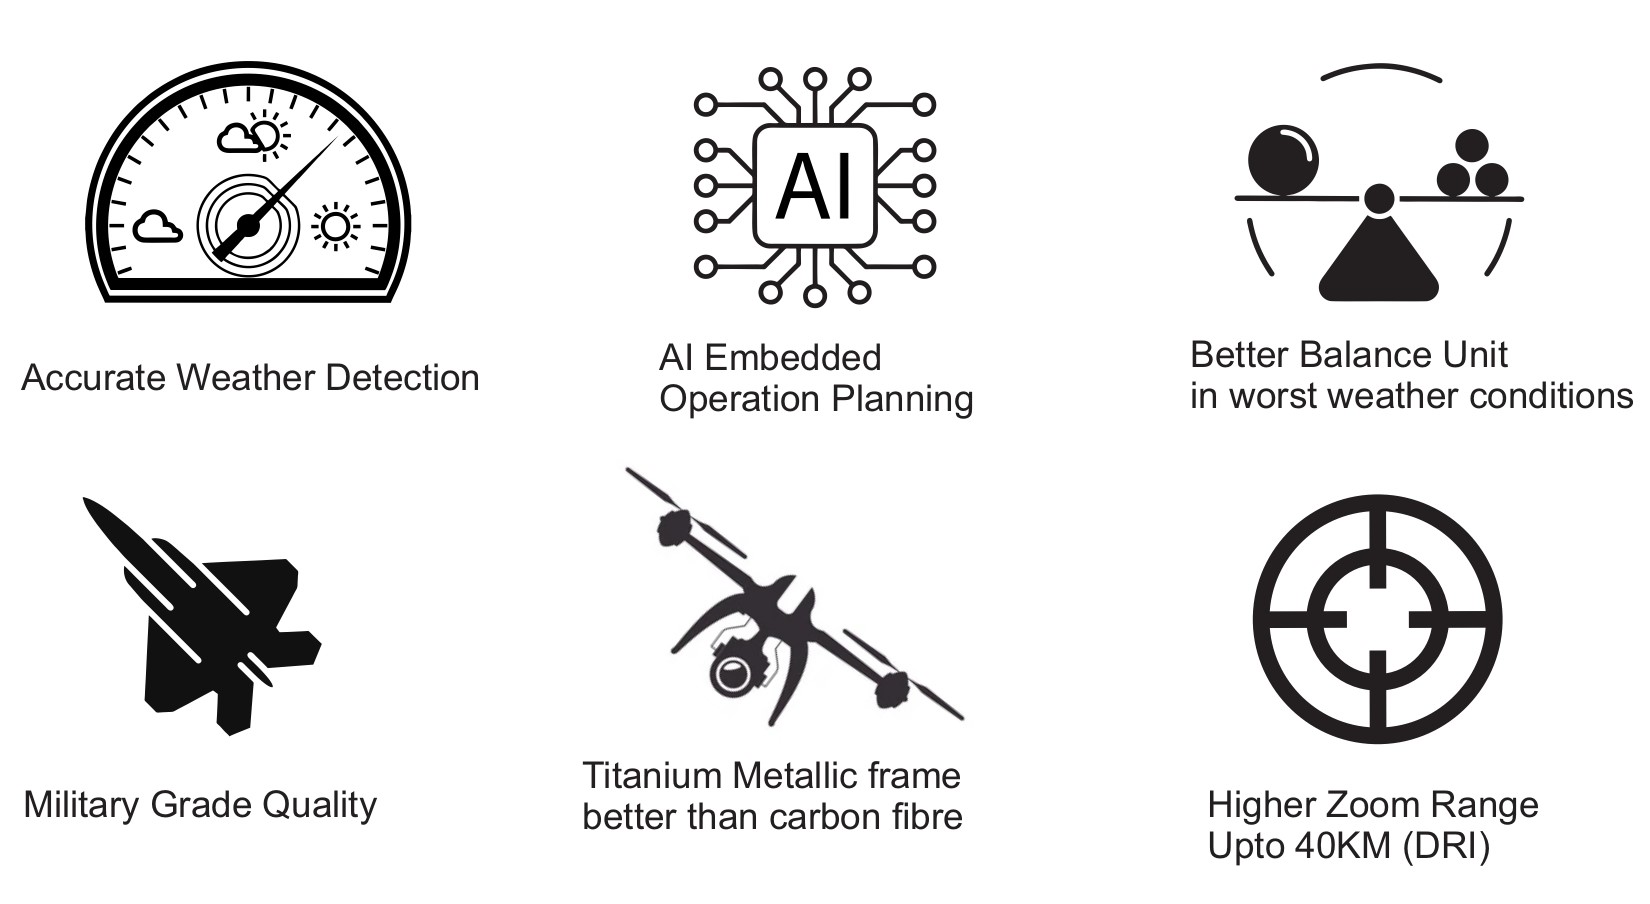 AI
Accurate Weather Detection
AI Embedded
Operation Planning
Better Balance Unit
in worst weather conditions
Military Grade Quality
Titanium Metallic frame
better than carbon fibre
Higher Zoom Range
Upto 40KM (DRI)